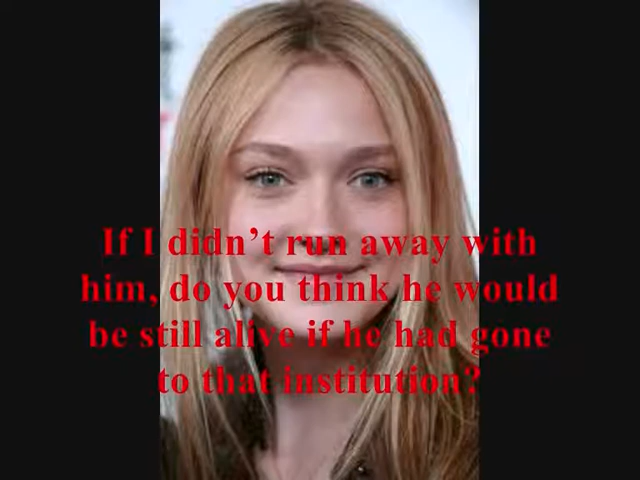 If I didn’t run away with
him, do you think he would
be still alive if he had gone
to that institution?